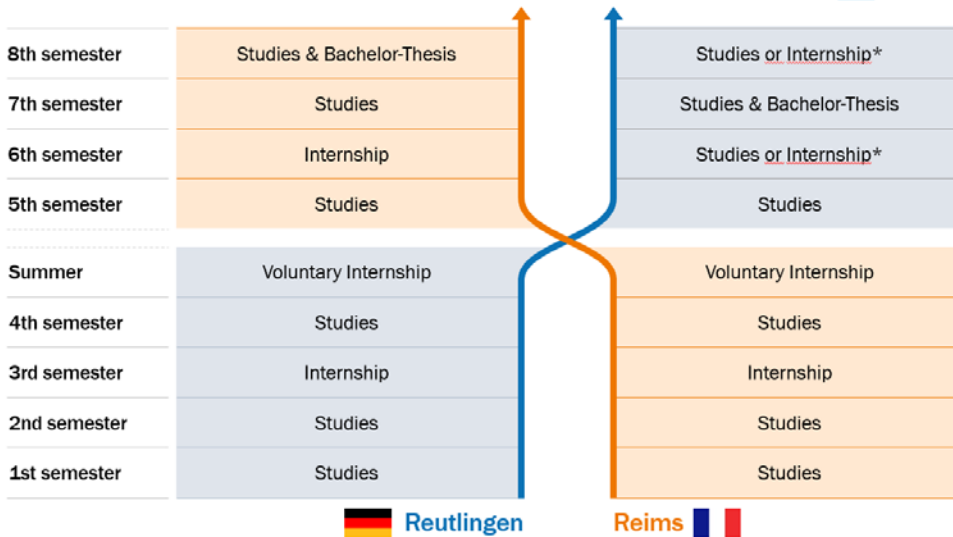 8th semester Studies & Bachelor-Thesis Studies or Internship*
7th semester Studies Studies & Bachelor-Thesis
6th semester Internship Studies or Internship*
5th semester Studies Studies
Summer Voluntary Internship Voluntary Internship
4th semester Studies Studies
3rd semester Internship Internship
2nd semester Studies Studies
1st semester Studies Studies
Reutlingen Reims